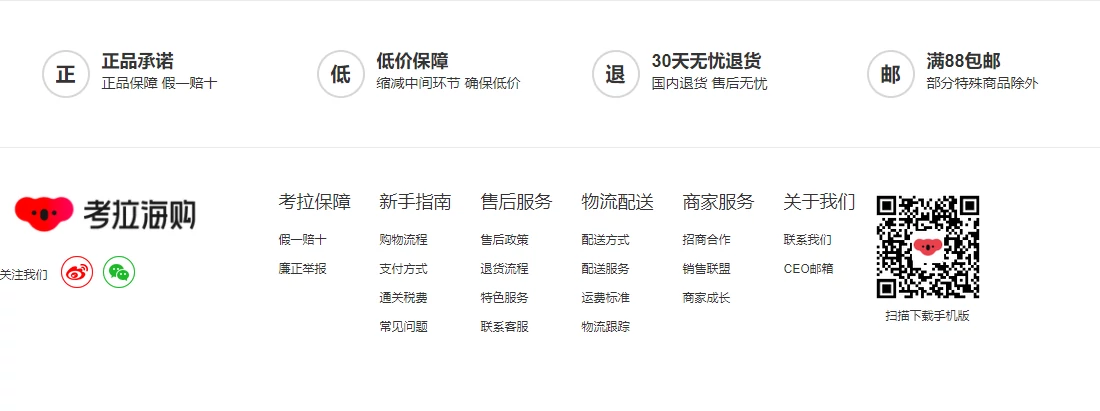 正
正品承诺
正品保障 假一赔十
低
低价保障
缩减中间环节 确保低价
退
30天无忧退货
国内退货 售后无忧
邮
满88包邮
部分特殊商品除外
考拉海购
关注我们
考拉保障
假一赔十
廉正举报
新手指南
购物流程
支付方式
通关税费
常见问题
售后服务
售后政策
退货流程
特色服务
联系客服
物流配送
配送方式
配送服务
运费标准
物流跟踪
商家服务
招商合作
销售联盟
商家成长
关于我们
联系我们
CEO邮箱
扫描下载手机版